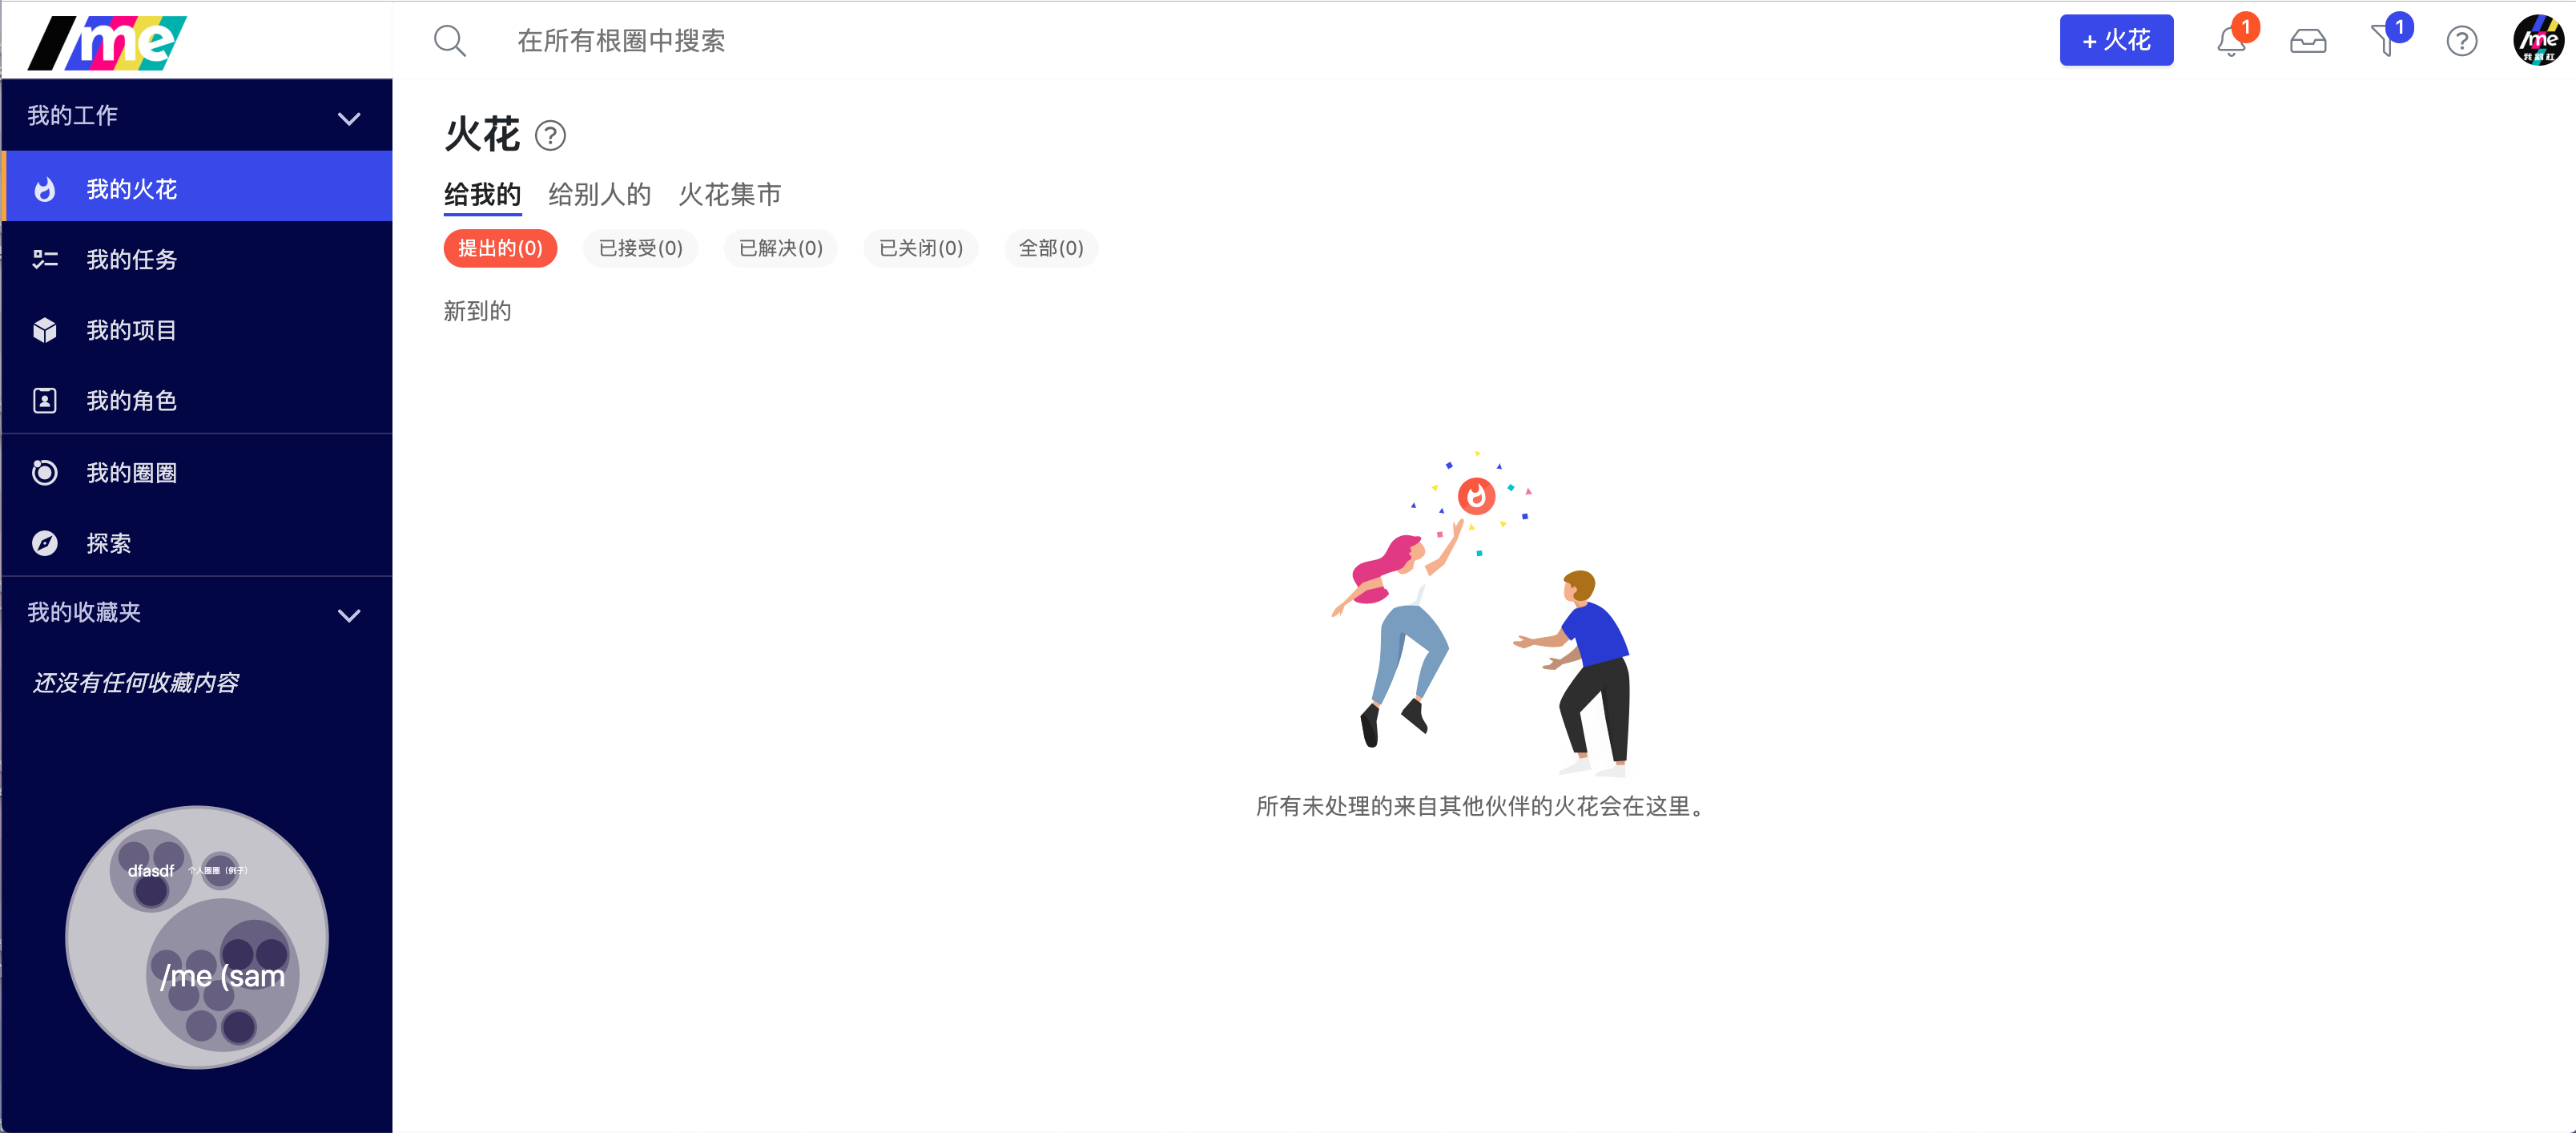 /me
在所有根圈中搜索
+ 火花
1
1
/me
我斜杠
我的工作
我的火花
我的任务
我的项目
我的角色
我的圈圈
探索
我的收藏夹
还没有任何收藏内容
dfasdf
个人圈圈（例子）
/me (sam
火花
给我的 给别人的 火花集市
提出的(0) 已接受(0) 已解决(0) 已关闭(0) 全部(0)
新到的
所有未处理的来自其他伙伴的火花会在这里。